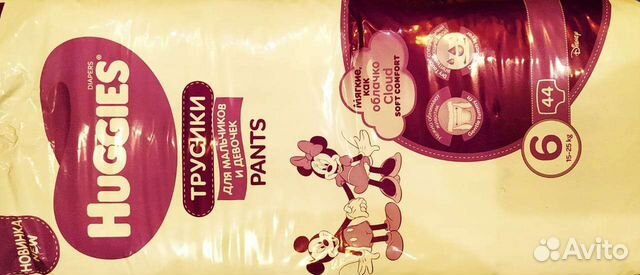 HUGGIES®
DIAPERS
ТРУСИКИ
ДЛЯ МАЛЬЧИКОВ
И ДЕВОЧЕК
PANTS
НОВИНКА
NEW
МЯГКИЕ,
КАК
ОБЛАЧКО
Cloud
SOFT COMFORT
Disney
6
44
15-25 kg
Avito